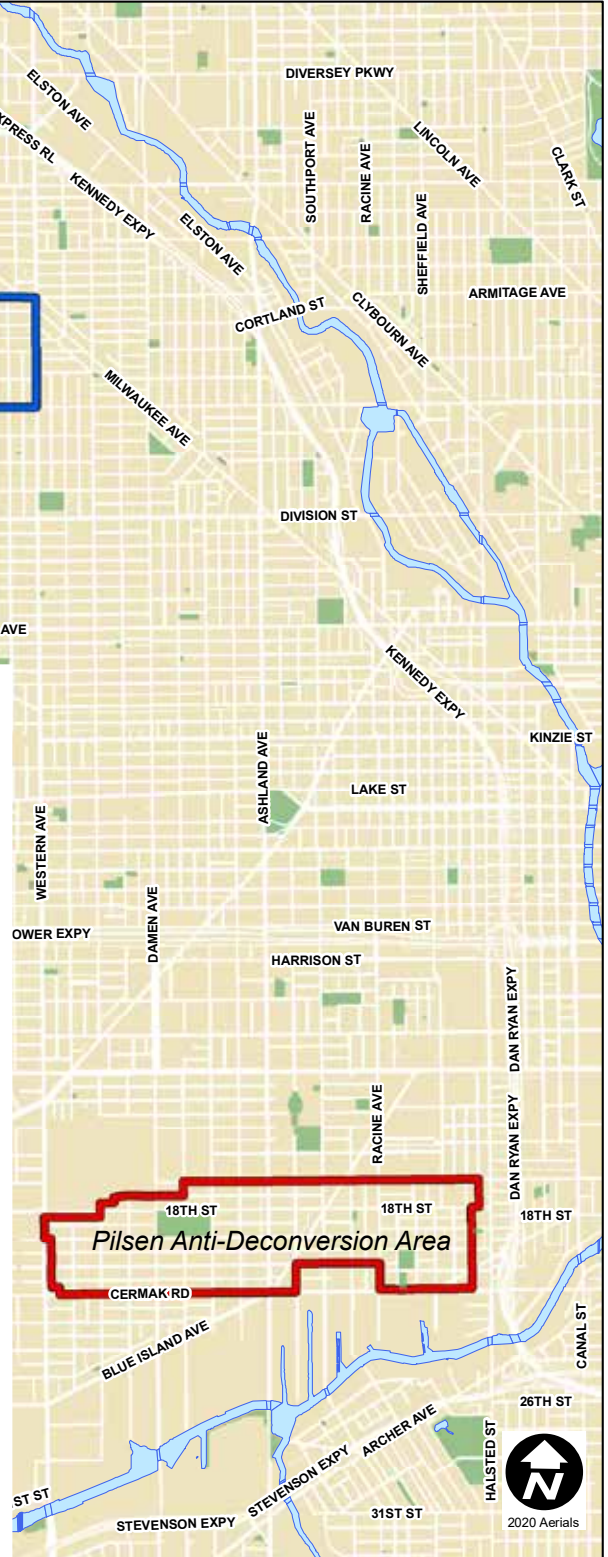 DIVERSEY PKWY
ELSTON AVE
SOUTHPORT AVE
RACINE AVE
LINCOLN AVE
CLARK ST
XPRESS RL
KENNEDY EXPY
ELSTON AVE
SHEFFIELD AVE
ARMITAGE AVE
CORTLAND ST
CLYBOURN AVE
MILWAUKEE AVE
DIVISION ST
AVE
KENNEDY EXPY
KINZIE ST
ASHLAND AVE
LAKE ST
WESTERN AVE
DAMEN AVE
VAN BUREN ST
OWER EXPY
HARRISON ST
DAN RYAN EXPY
RACINE AVE
DAN RYAN EXPY
18TH ST
18TH ST
18TH ST
Pilsen Anti-Deconversion Area
CERMAK RD
BLUE ISLAND AVE
CANAL ST
26TH ST
ARCHER AVE
HALSTED ST
STEVENSON EXPY
ST ST
STEVENSON EXPY
31ST ST
N
2020 Aerials